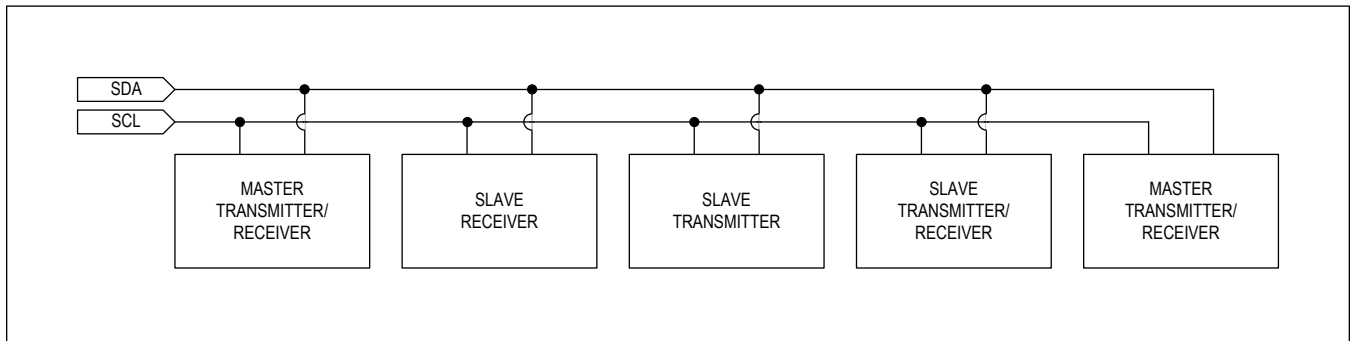 SDA
SCL
MASTER
TRANSMITTER/
RECEIVER
SLAVE
RECEIVER
SLAVE
TRANSMITTER
SLAVE
TRANSMITTER/
RECEIVER
MASTER
TRANSMITTER/
RECEIVER